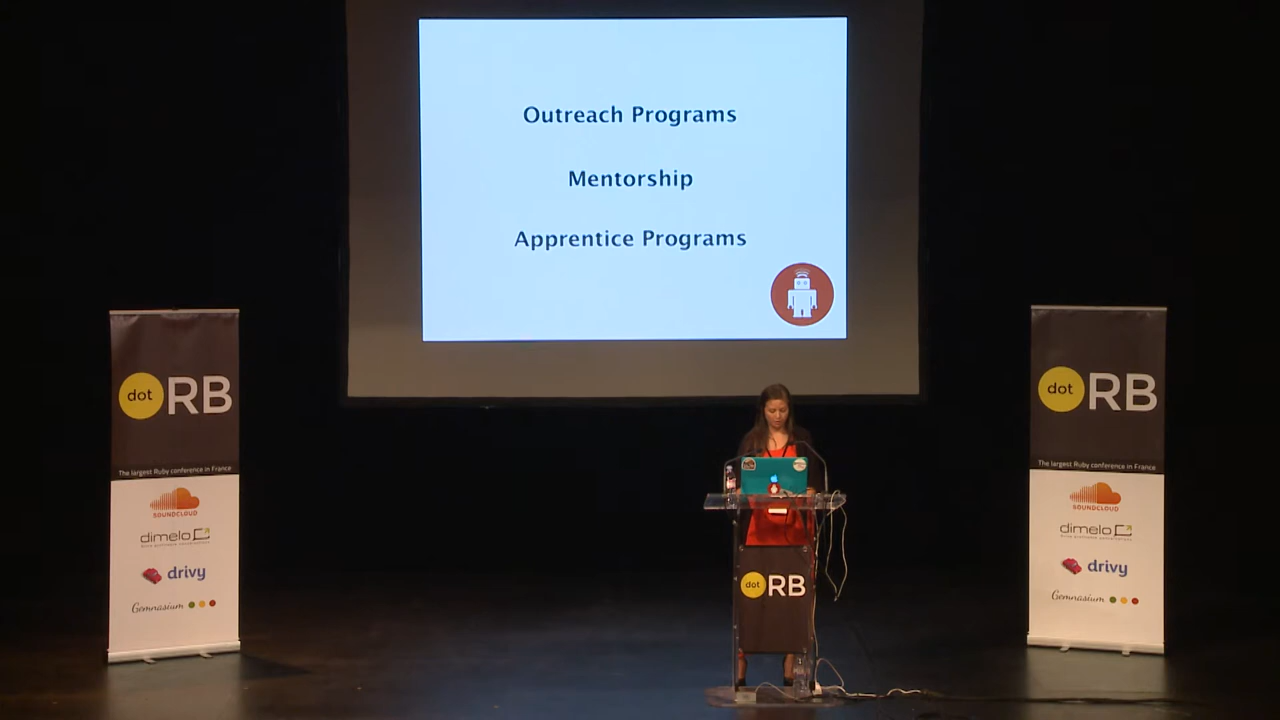 Outreach Programs
Mentorship
Apprentice Programs
dot RB
The largest Ruby conference in France
SOUNDCLOUD
dimelo
drivy
Gemnasium
dot RB
The largest Ruby conference in France
SOUNDCLOUD
dimelo
drivy
Gemnasium
dot RB